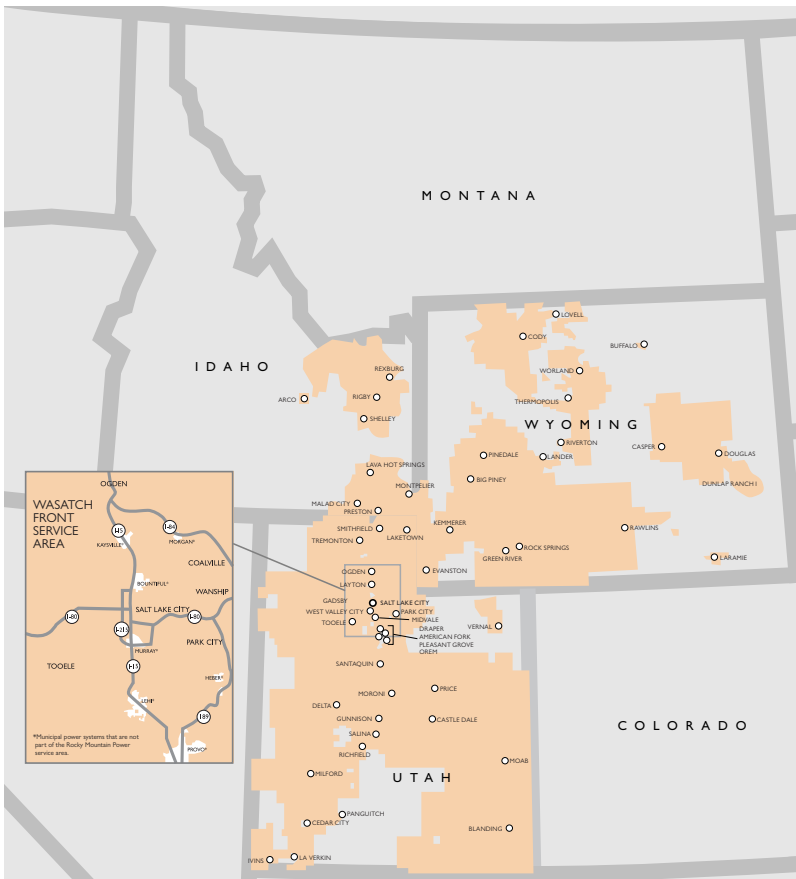 MONTANA
LOVELL
CODY
BUFFALO
IDAHO
REXBURG
WORLAND
ARCO
RIGBY
THERMOPOLIS
SHELLEY
WYOMING
RIVERTON
CASPER
PINEDALE
LANDER
DOUGLAS
LAVA HOT SPRINGS
BIG PINEY
DUNLAP RANCH I
MONTPELIER
MALAD CITY
PRESTON
SMITHFIELD
KEMMERER
RAWLINS
LAKETOWN
TREMONTON
ROCK SPRINGS
GREEN RIVER
LARAMIE
OGDEN
EVANSTON
LAYTON
GADSBY
SALT LAKE CITY
WEST VALLEY CITY
PARK CITY
TOOELE
MIDVALE
VERNAL
DRAPER
AMERICAN FORK
PLEASANT GROVE
OREM
SANTAQUIN
MORONI
PRICE
DELTA
GUNNISON
CASTLE DALE
SALINA
COLORADO
RICHFIELD
MOAB
MILFORD
UTAH
PANGUITCH
CEDAR CITY
BLANDING
IVINS
LA VERKIN
OGDEN
WASATCH
FRONT
SERVICE
AREA
I-15
I-84
KAYSVILLE*
MORGAN*
COALVILLE
BOUNTIFUL*
WANSHIP
SALT LAKE CITY
I-80
I-80
I-215
PARK CITY
MURRAY*
TOOELE
I-15
HEBER*
LEHI*
189
*Municipal power systems that are not
part of the Rocky Mountain Power
service area.
PROVO*